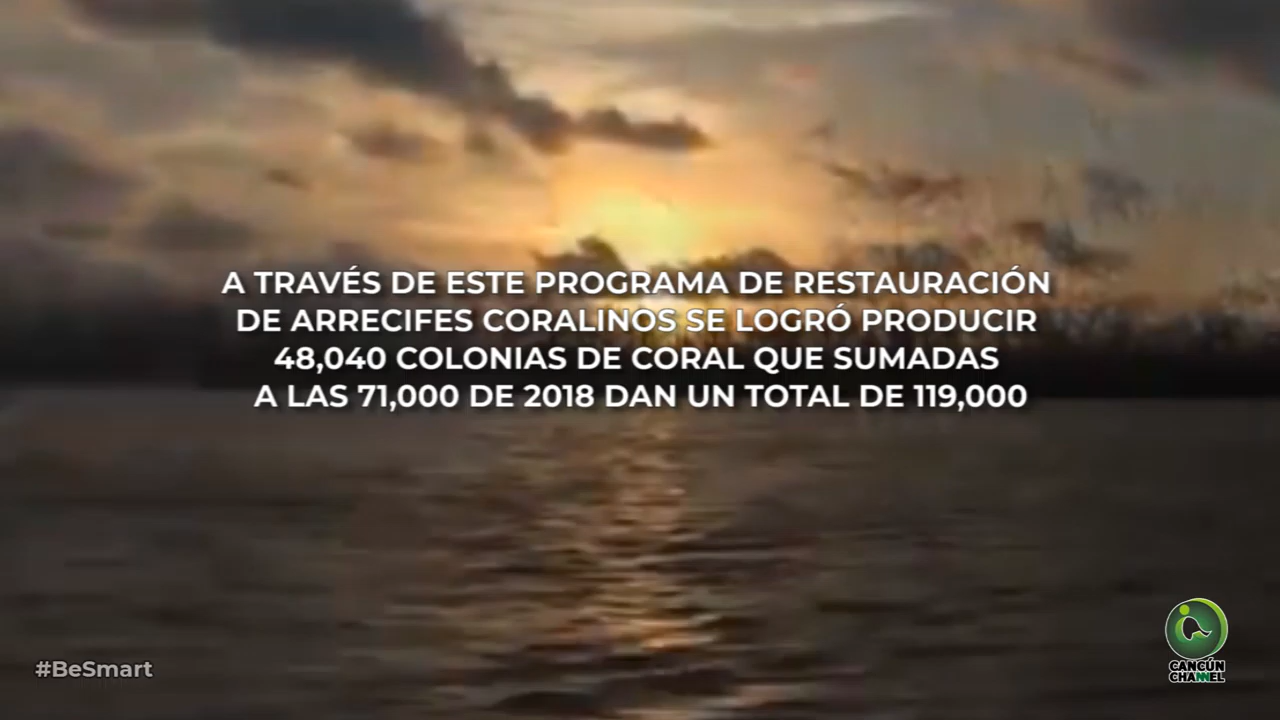 A TRAVÉS DE ESTE PROGRAMA DE RESTAURACIÓN
DE ARRECIFES CORALINOS SE LOGRÓ PRODUCIR
48,040 COLONIAS DE CORAL QUE SUMADAS
A LAS 71,000 DE 2018 DAN UN TOTAL DE 119,000
#BeSmart
CANCÚN
CHANNEL